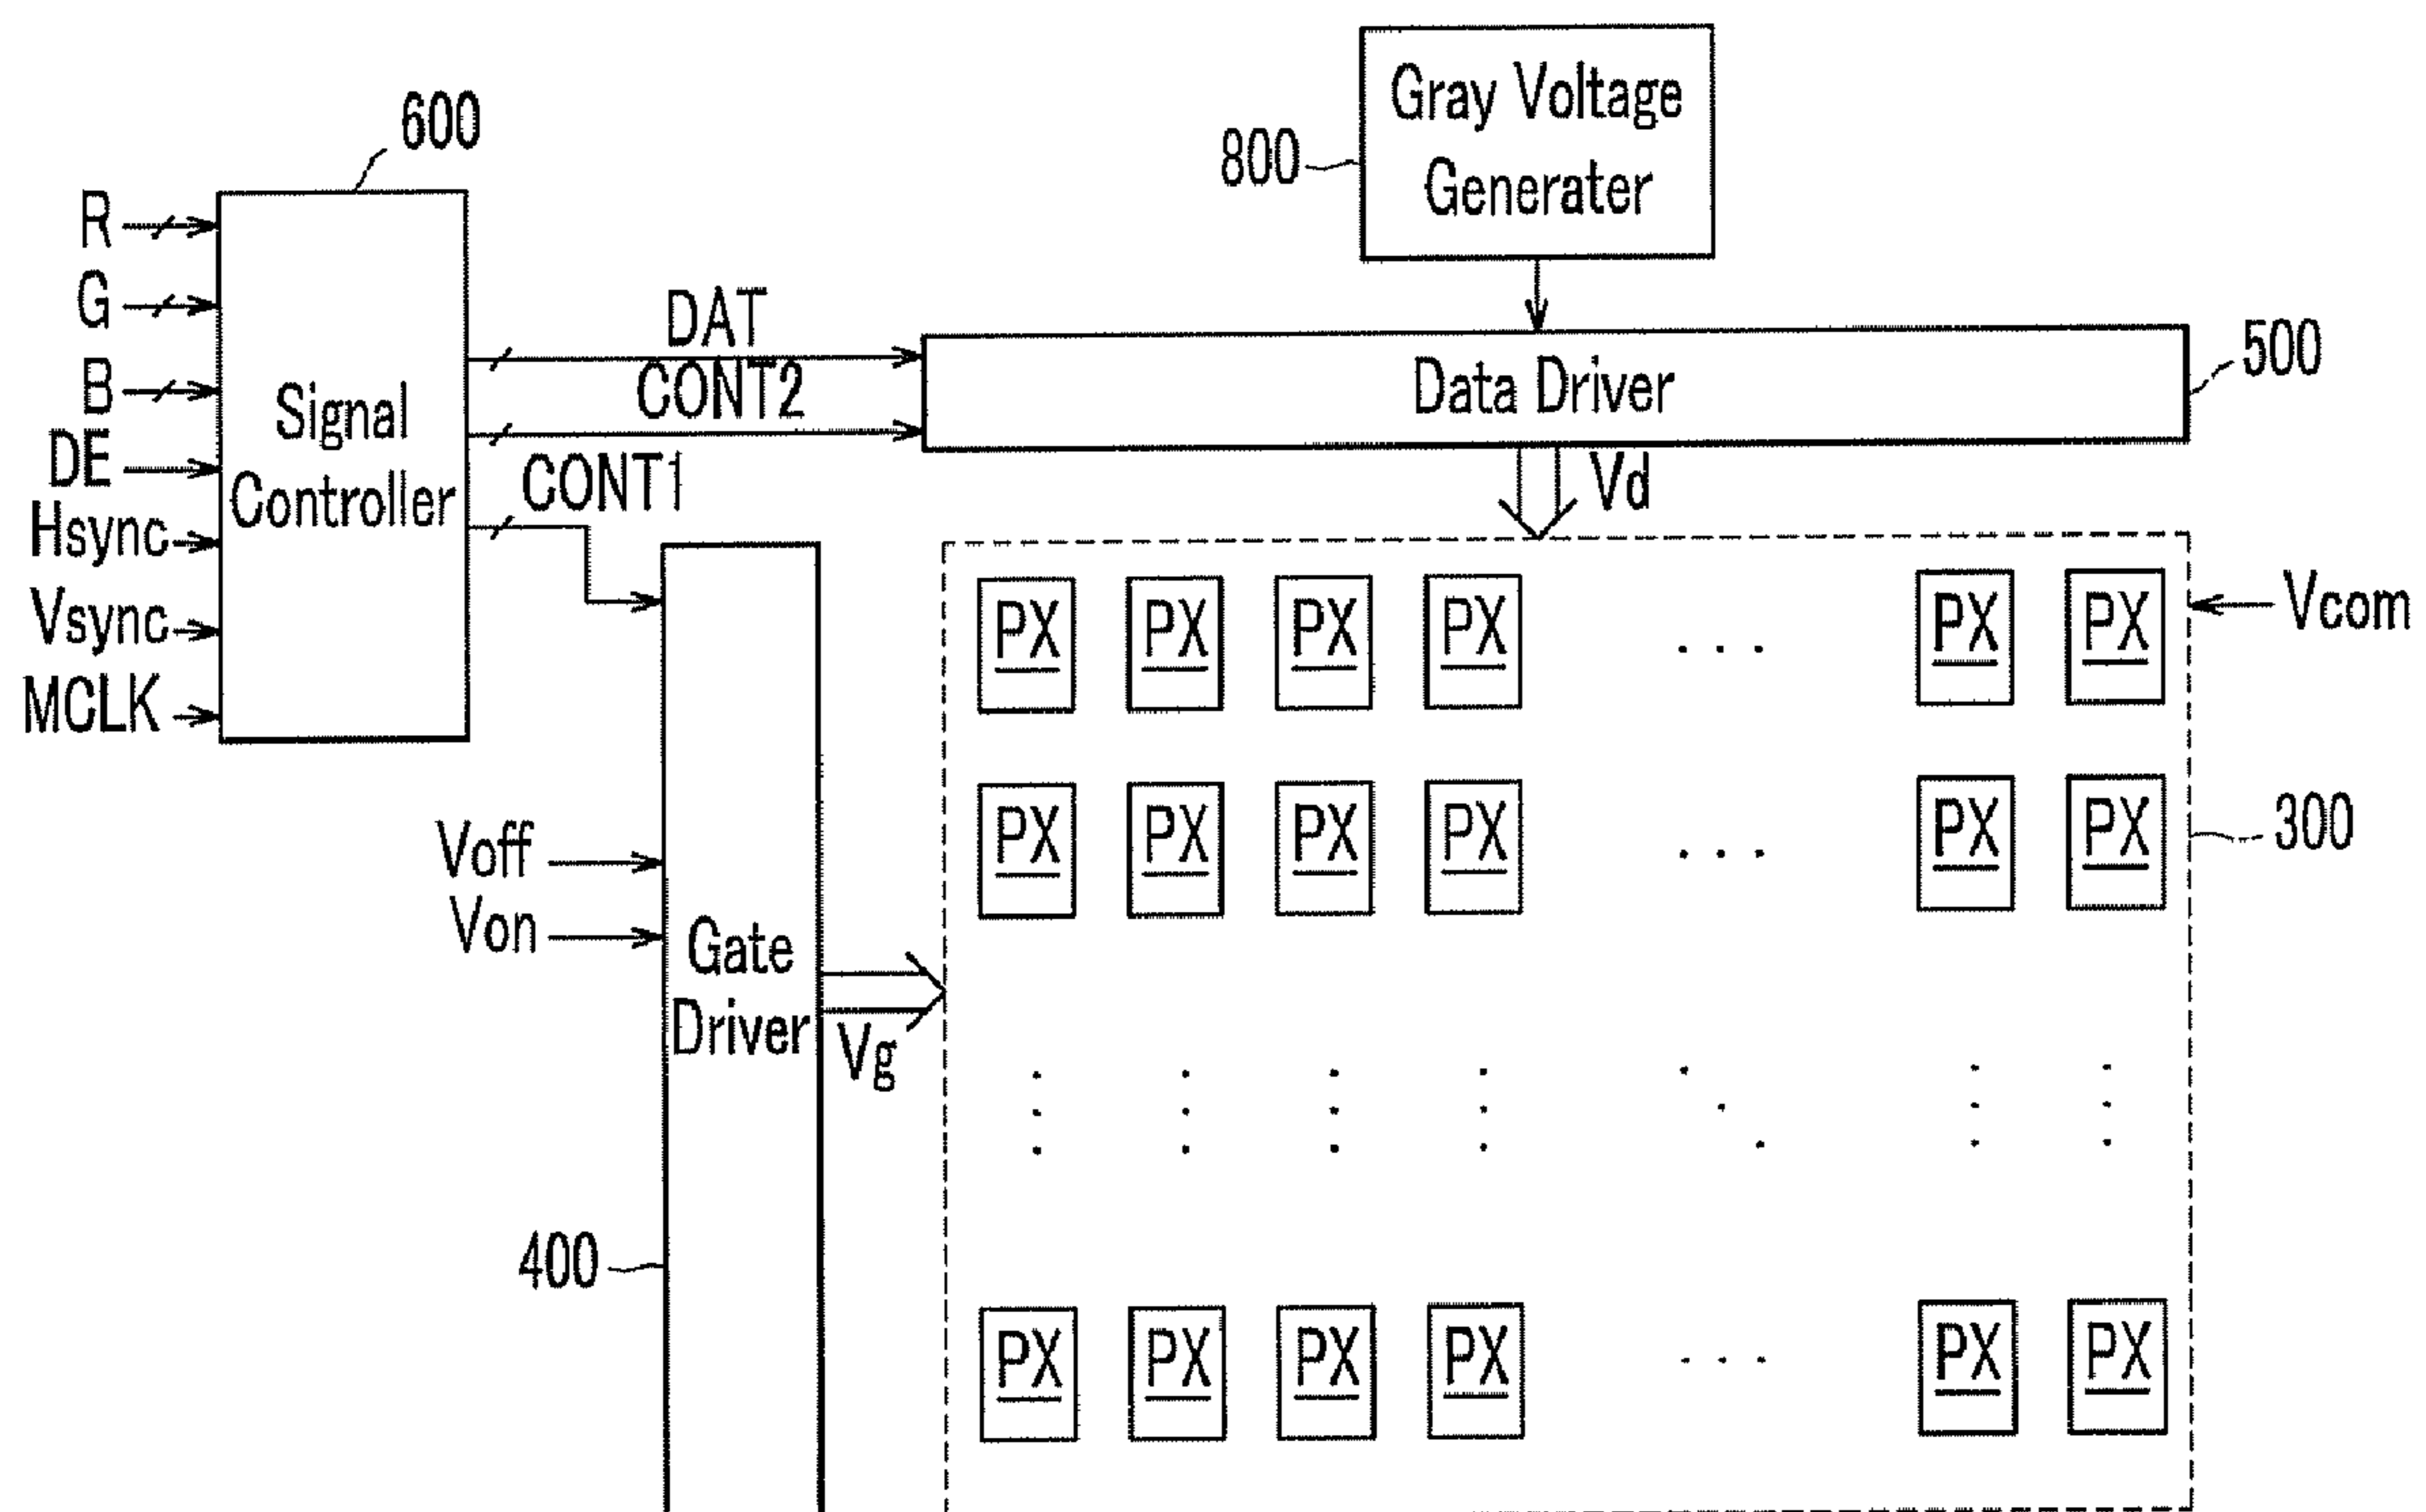 600
Gray Voltage
Generater
800
R
G
B
DE
Hsync
Vsync
MCLK
Signal
Controller
DAT
CONT2
CONT1
Data Driver
500
Vd
PX PX PX PX ... PX PX
Vcom
PX PX PX PX ... PX PX
300
Voff
Von
Gate
Driver
Vg
400
PX PX PX PX ... PX PX